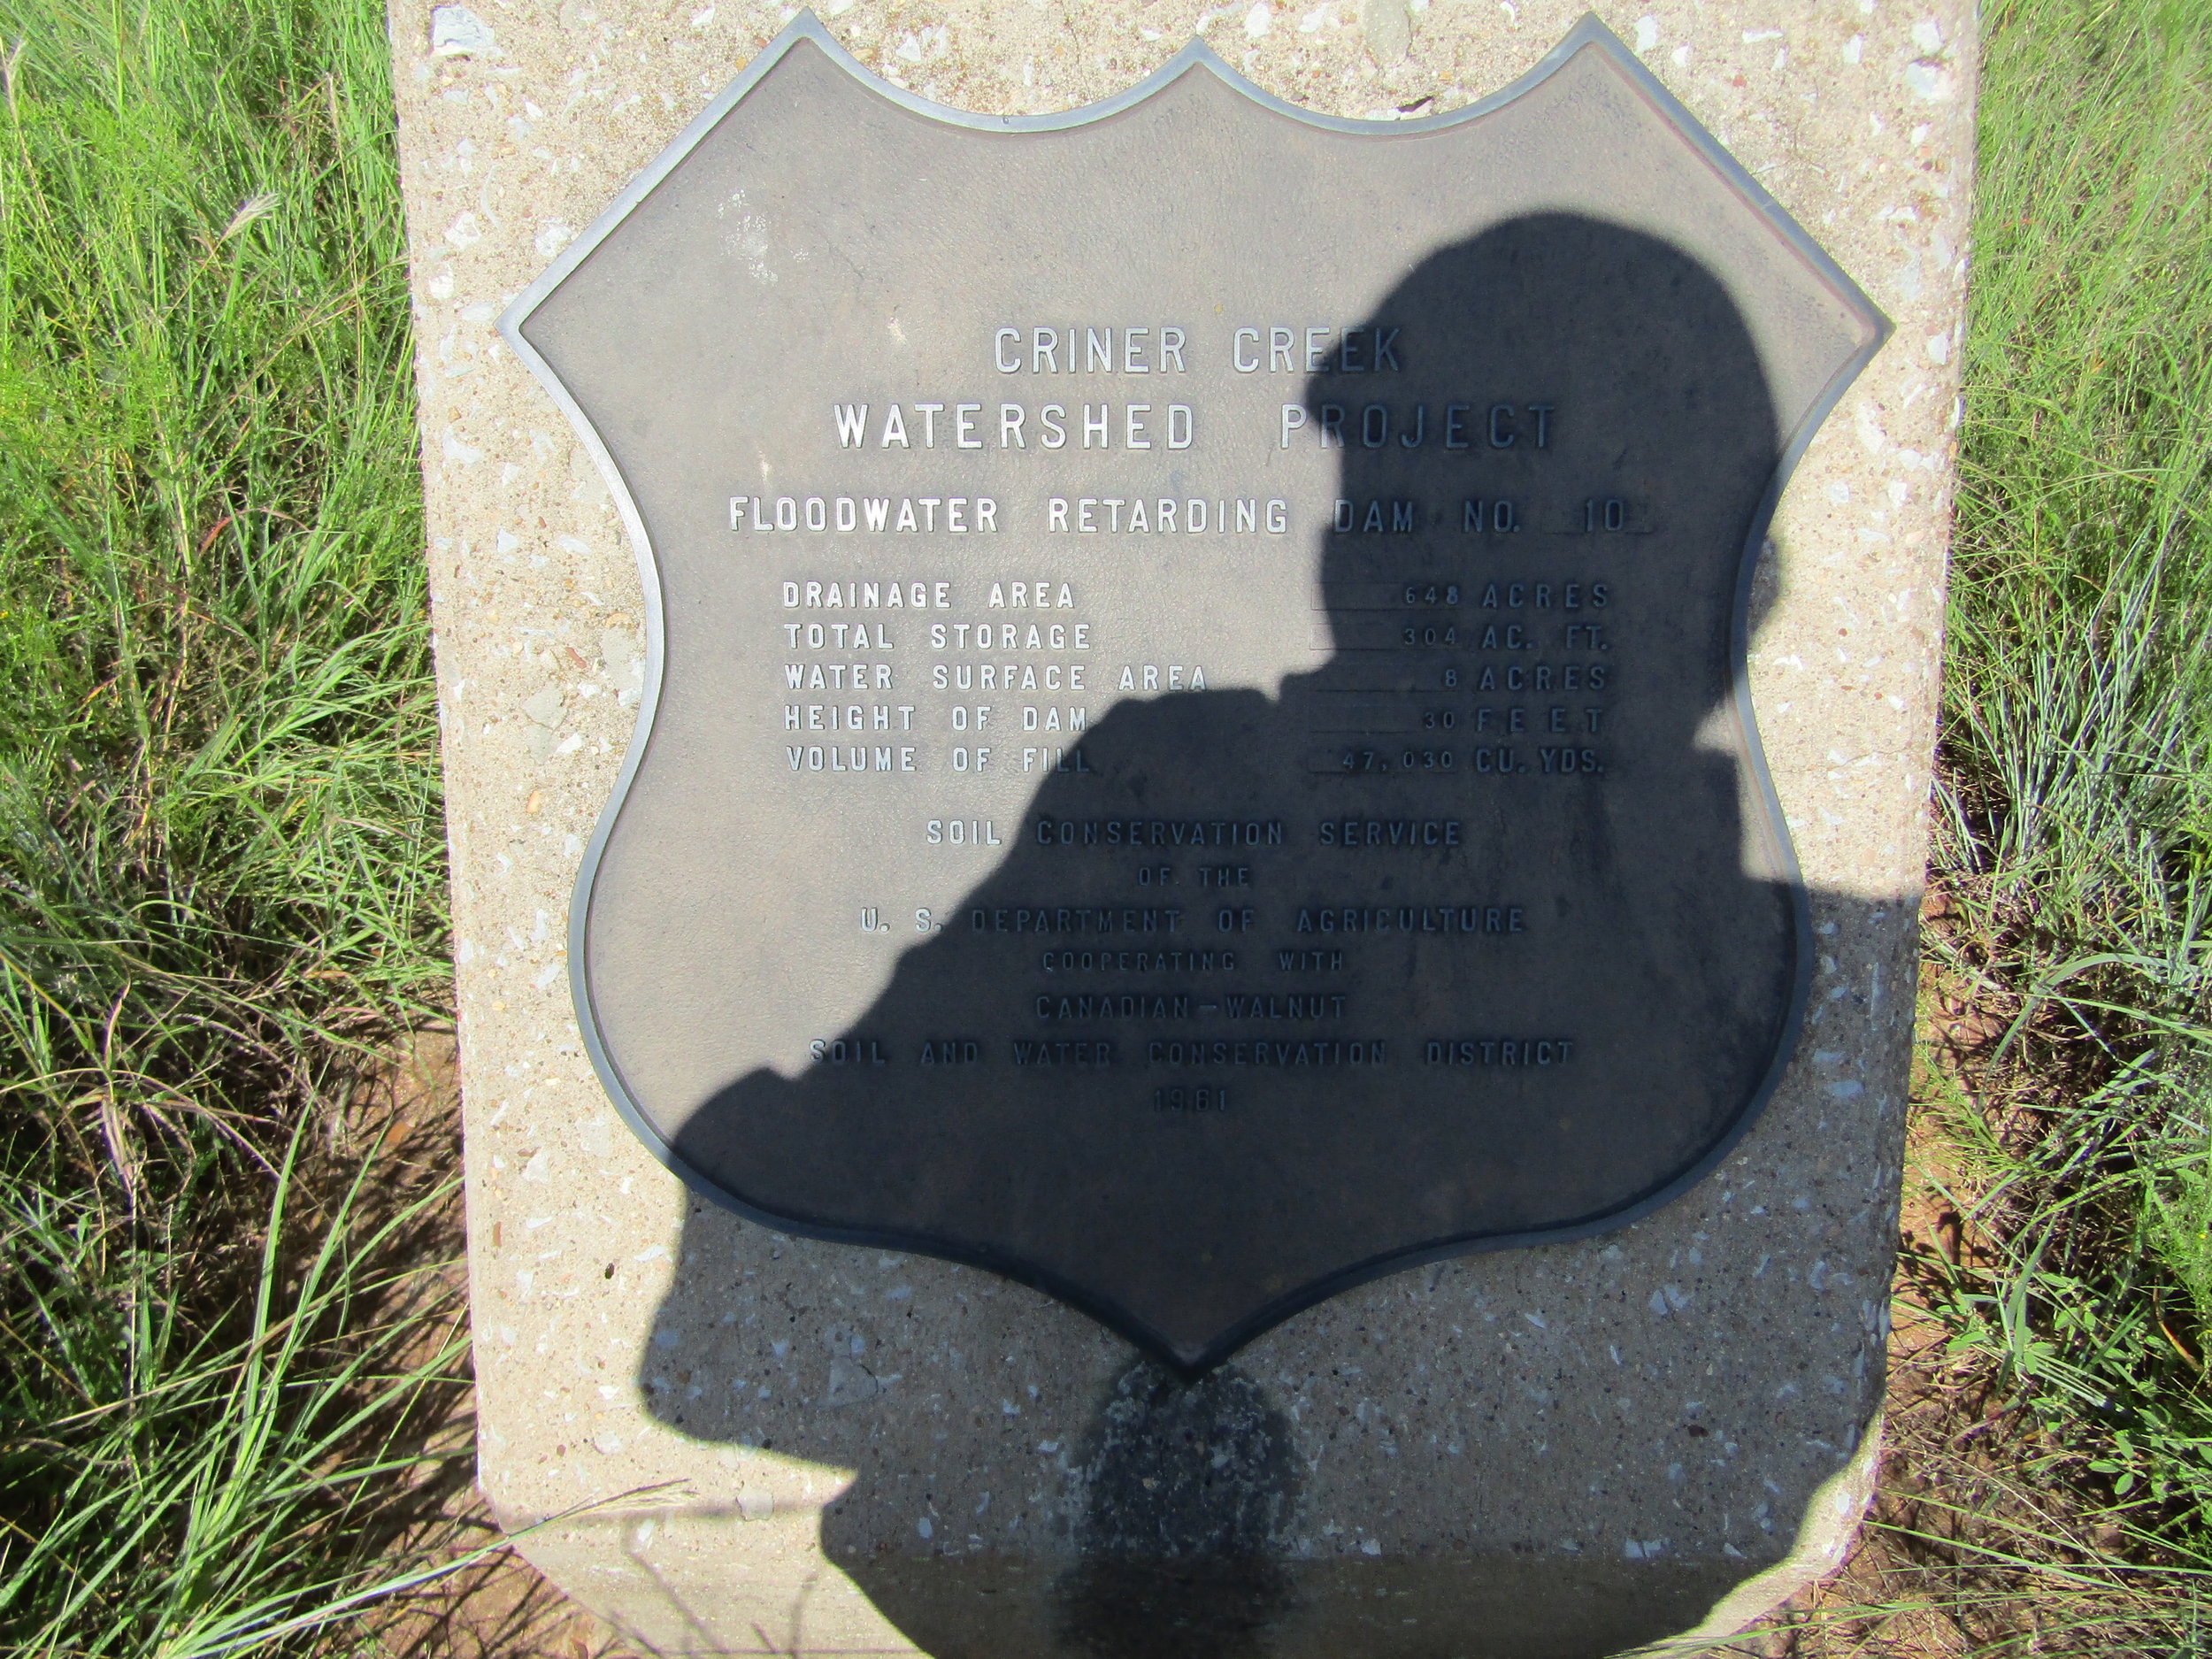 CRINER CREEK
WATERSHED PROJECT
FLOODWATER RETARDING DAM NO. 10
DRAINAGE AREA 648 ACRES
TOTAL STORAGE 304 AC. FT.
WATER SURFACE AREA 8 ACRES
HEIGHT OF DAM 30 FEET
VOLUME OF FILL 47,030 CU. YDS.
SOIL CONSERVATION SERVICE
OF THE
U. S. DEPARTMENT OF AGRICULTURE
COOPERATING WITH
CANADIAN-WALNUT
SOIL AND WATER CONSERVATION DISTRICT
1961